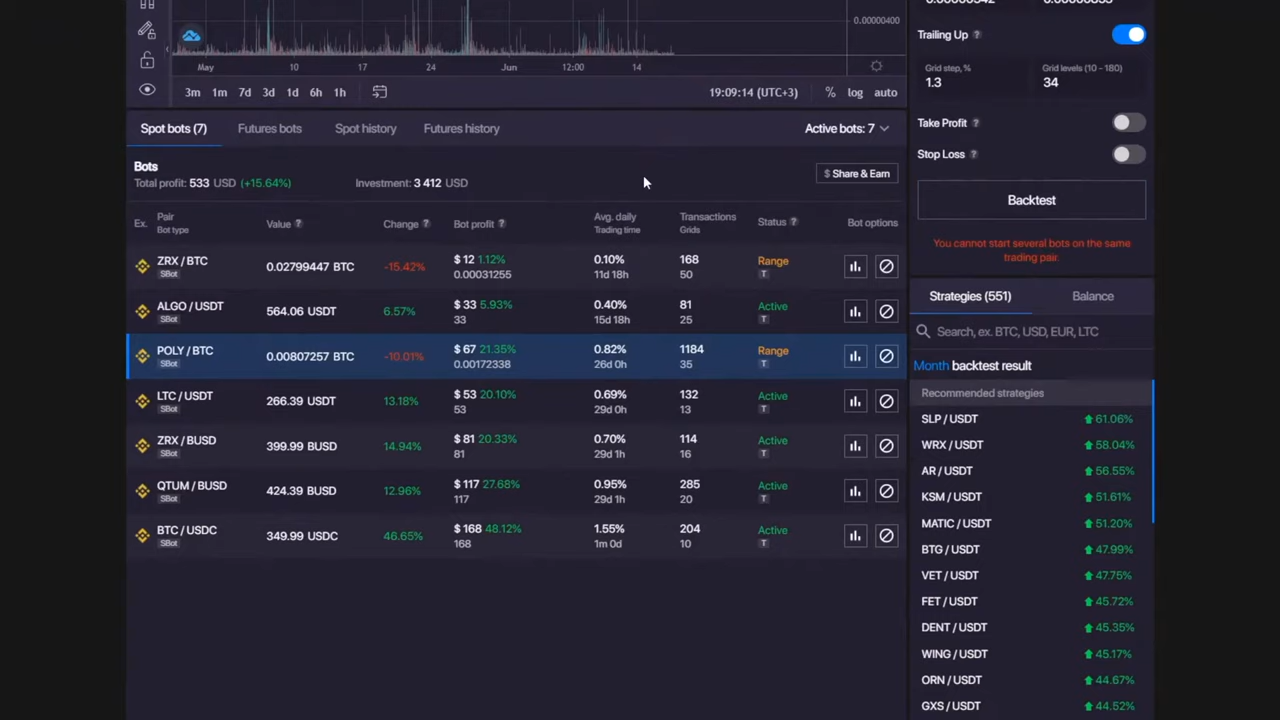 0.00000400
Trailing Up ?
May 10 17 24 Jun 12:00 14
Grid step, % Grid levels (10 - 180)
1.3 34
3m 1m 7d 3d 1d 6h 1h 19:09:14 (UTC+3) % log auto
Spot bots (7) Futures bots Spot history Futures history Active bots: 7
Take Profit ?
Stop Loss ?
Bots
Total profit: 533 USD (+15.64%) Investment: 3 412 USD
$ Share & Earn
Backtest
You cannot start several bots on the same
trading pair.
Ex. Pair Value ? Change ? Bot profit ? Avg. daily Transactions Status ? Bot options
Bot type Trading time Grids
ZRX / BTC 0.02799447 BTC -15.42% $ 12 1.12% 0.10% 168 Range
SBot 0.00031255 11d 18h 50 T
ALGO / USDT 564.06 USDT 6.57% $ 33 5.93% 0.40% 81 Active
SBot 33 15d 18h 25 T
POLY / BTC 0.00807257 BTC -10.01% $ 67 21.35% 0.82% 1184 Range
SBot 0.00172338 26d 0h 35 T
LTC / USDT 266.39 USDT 13.18% $ 53 20.10% 0.69% 132 Active
SBot 53 29d 0h 13 T
ZRX / BUSD 399.99 BUSD 14.94% $ 81 20.33% 0.70% 114 Active
SBot 81 29d 1h 16 T
QTUM / BUSD 424.39 BUSD 12.96% $ 117 27.68% 0.95% 285 Active
SBot 117 29d 1h 20 T
BTC / USDC 349.99 USDC 46.65% $ 168 48.12% 1.55% 204 Active
SBot 168 1m 0d 10 T
Strategies (551) Balance
Search, ex. BTC, USD, EUR, LTC
Month backtest result
Recommended strategies
SLP / USDT 61.06%
WRX / USDT 58.04%
AR / USDT 56.55%
KSM / USDT 51.61%
MATIC / USDT 51.20%
BTG / USDT 47.99%
VET / USDT 47.75%
FET / USDT 45.72%
DENT / USDT 45.35%
WING / USDT 45.17%
ORN / USDT 44.67%
GXS / USDT 44.52%